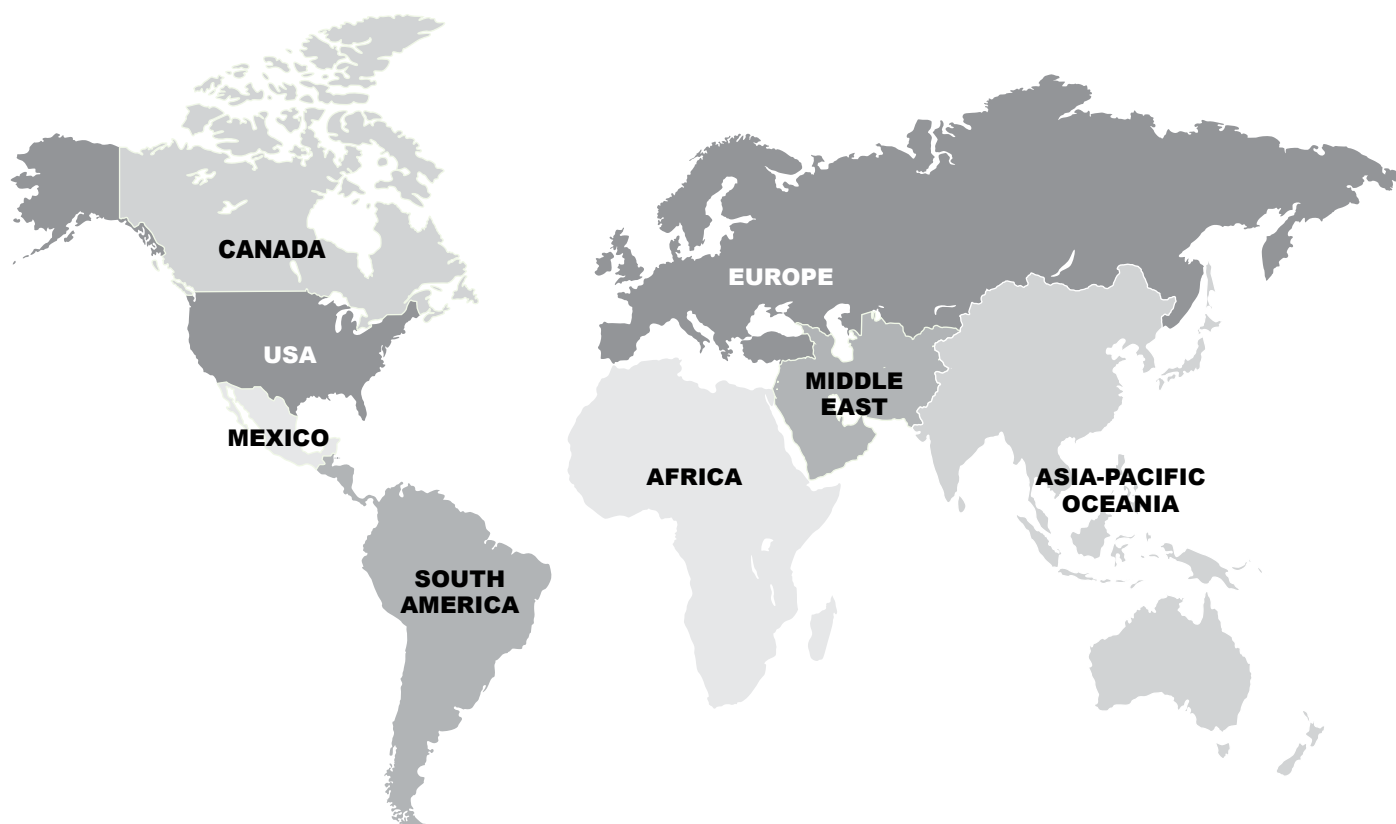 CANADA
EUROPE
USA
MIDDLE
EAST
MEXICO
AFRICA
ASIA-PACIFIC
OCEANIA
SOUTH
AMERICA